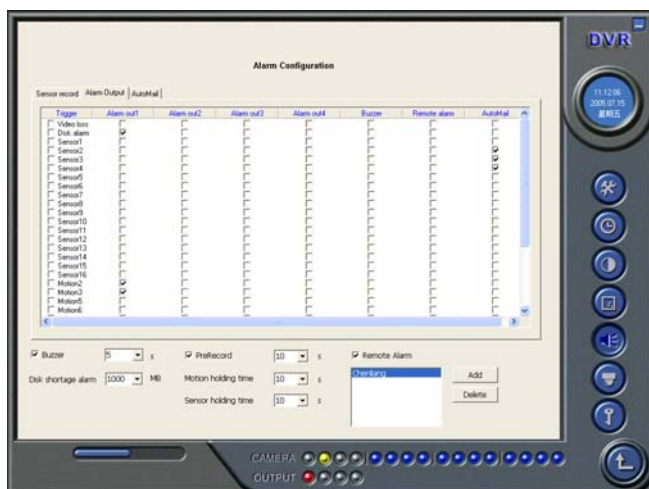 DVR
Alarm Configuration
11:12:06
2005.07.15
星期五
Sensor record Alarm Output AutoMail
Trigger Alarm out1 Alarm out2 Alarm out3 Alarm out4 Buzzer Remote alarm AutoMail
Video loss
Disk alarm
Sensor1
Sensor2
Sensor3
Sensor4
Sensor5
Sensor6
Sensor7
Sensor8
Sensor9
Sensor10
Sensor11
Sensor12
Sensor13
Sensor14
Sensor15
Sensor16
Motion2
Motion3
Motion5
Motion6
Buzzer 5 s PreRecord 10 s Remote Alarm
Disk shortage alarm 1000 MB Motion holding time 10 s Chenliang Add
Sensor holding time 10 s Delete
CAMERA
OUTPUT